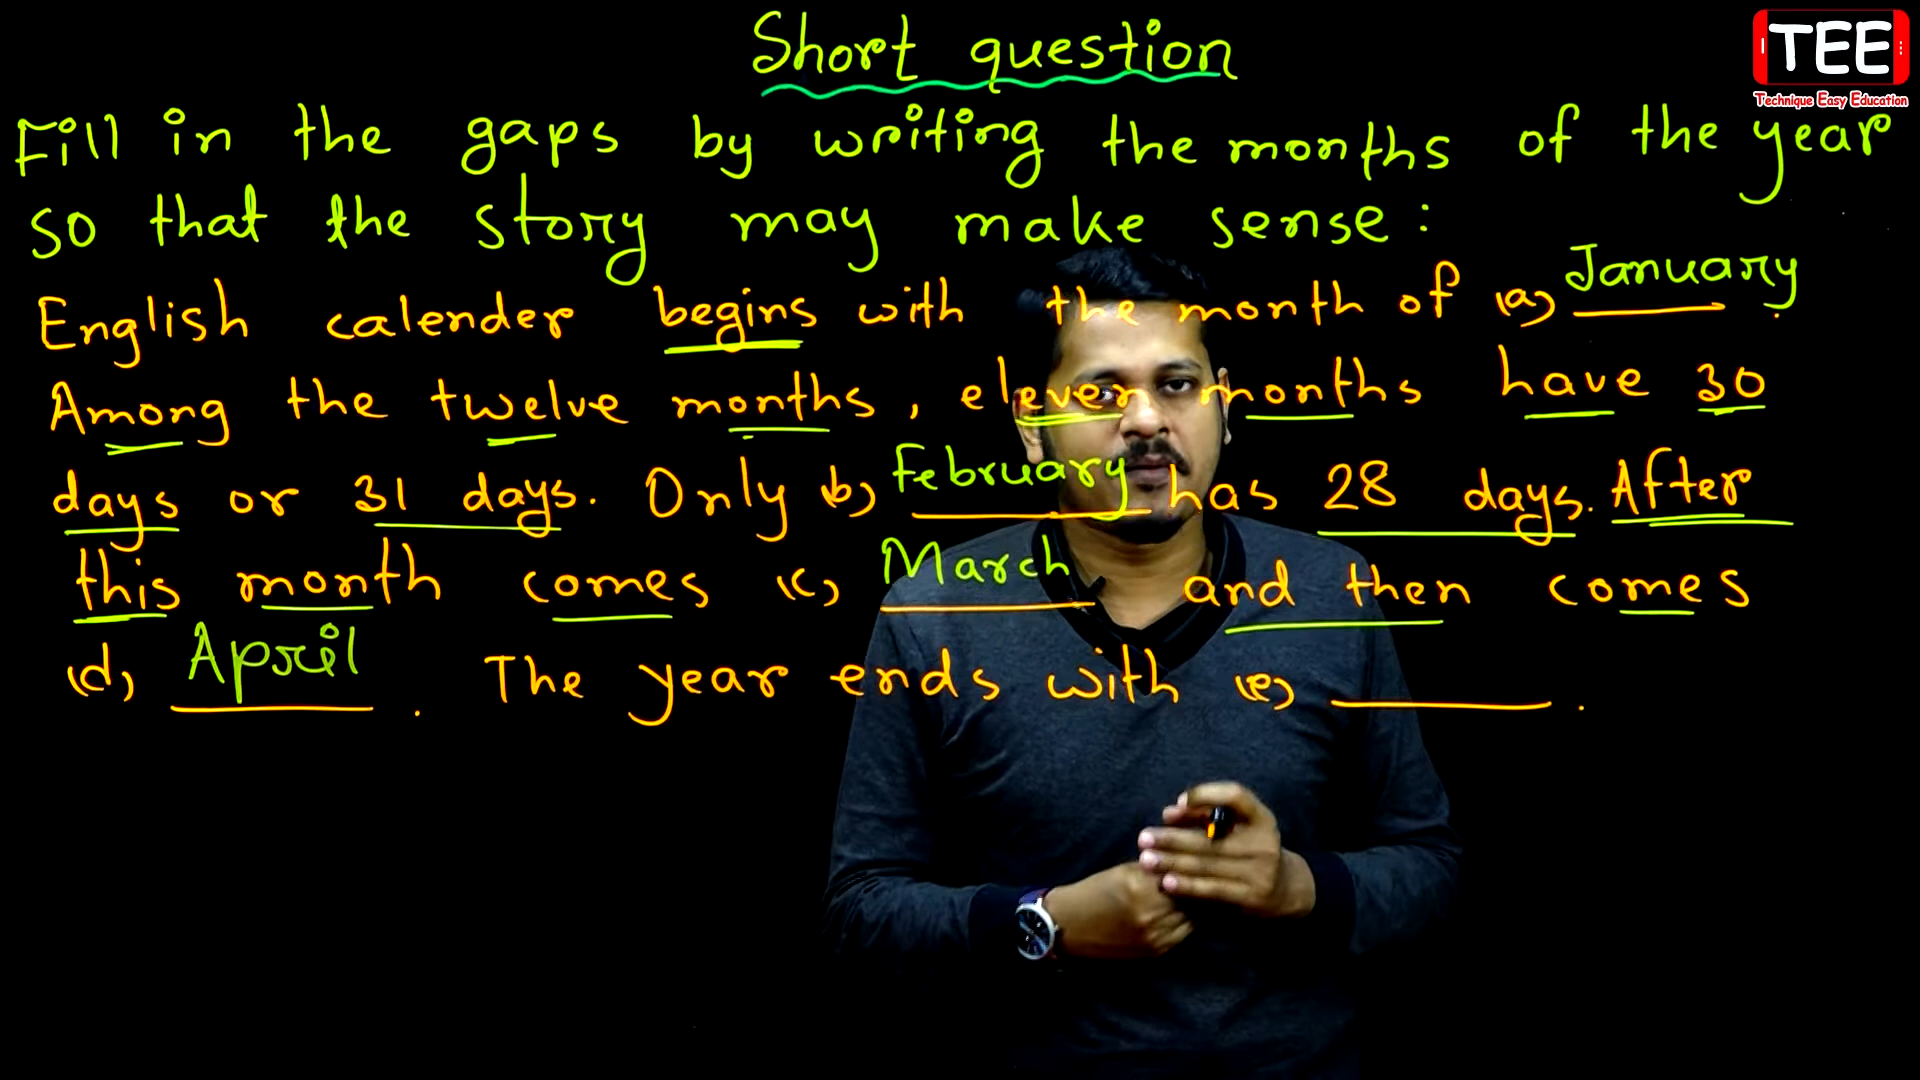 Short question
TEE
Technique Easy Education
Fill in the gaps by writing the months of the year
so that the story may make sense:
English calender begins with the month of (a) January.
Among the twelve months, eleven months have 30
days or 31 days. Only (b) February has 28 days. After
this month comes (c) March and then comes
(d) April. The year ends with (e) ______.